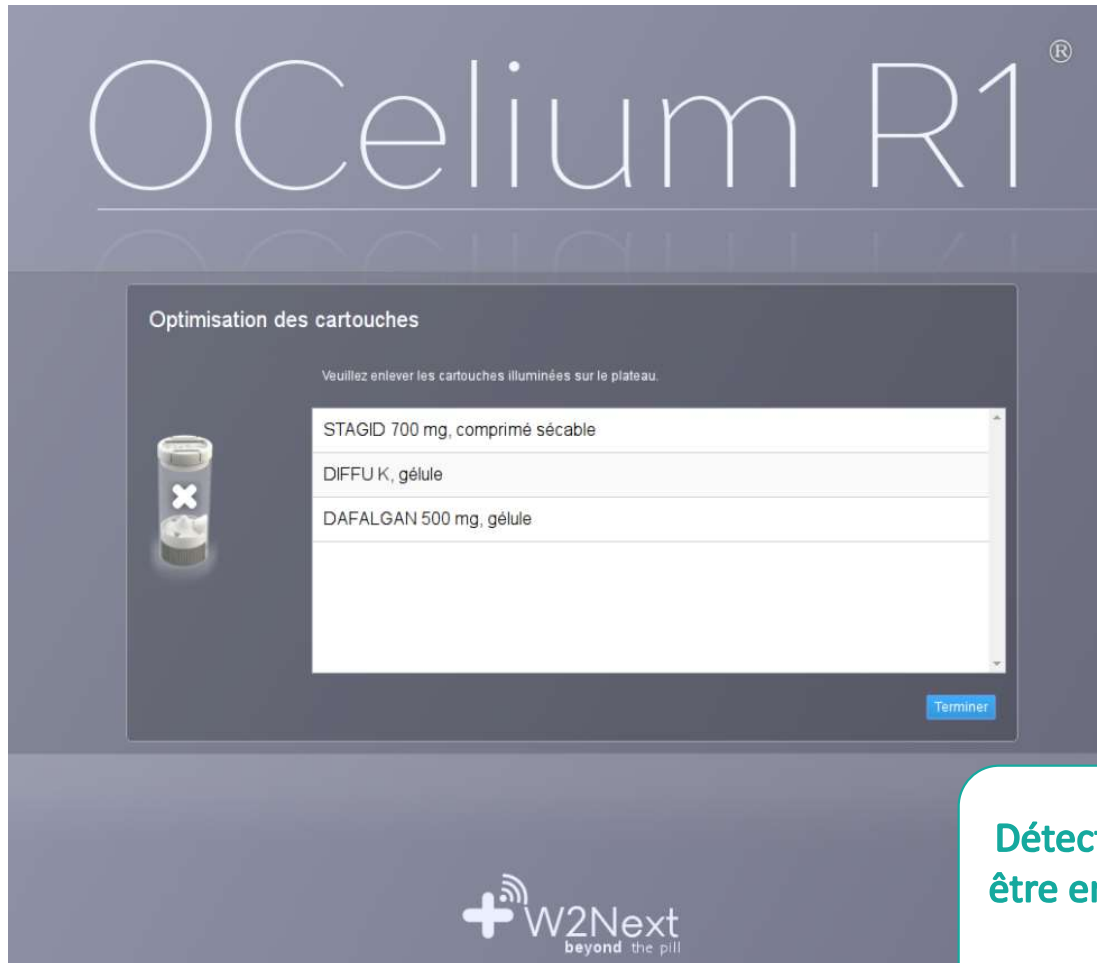 OCelium R1 ®
Optimisation des cartouches
Veuillez enlever les cartouches illuminées sur le plateau.
STAGID 700 mg, comprimé sécable
DIFFU K, gélule
DAFALGAN 500 mg, gélule
Terminer
être
W2Next
beyond the pill